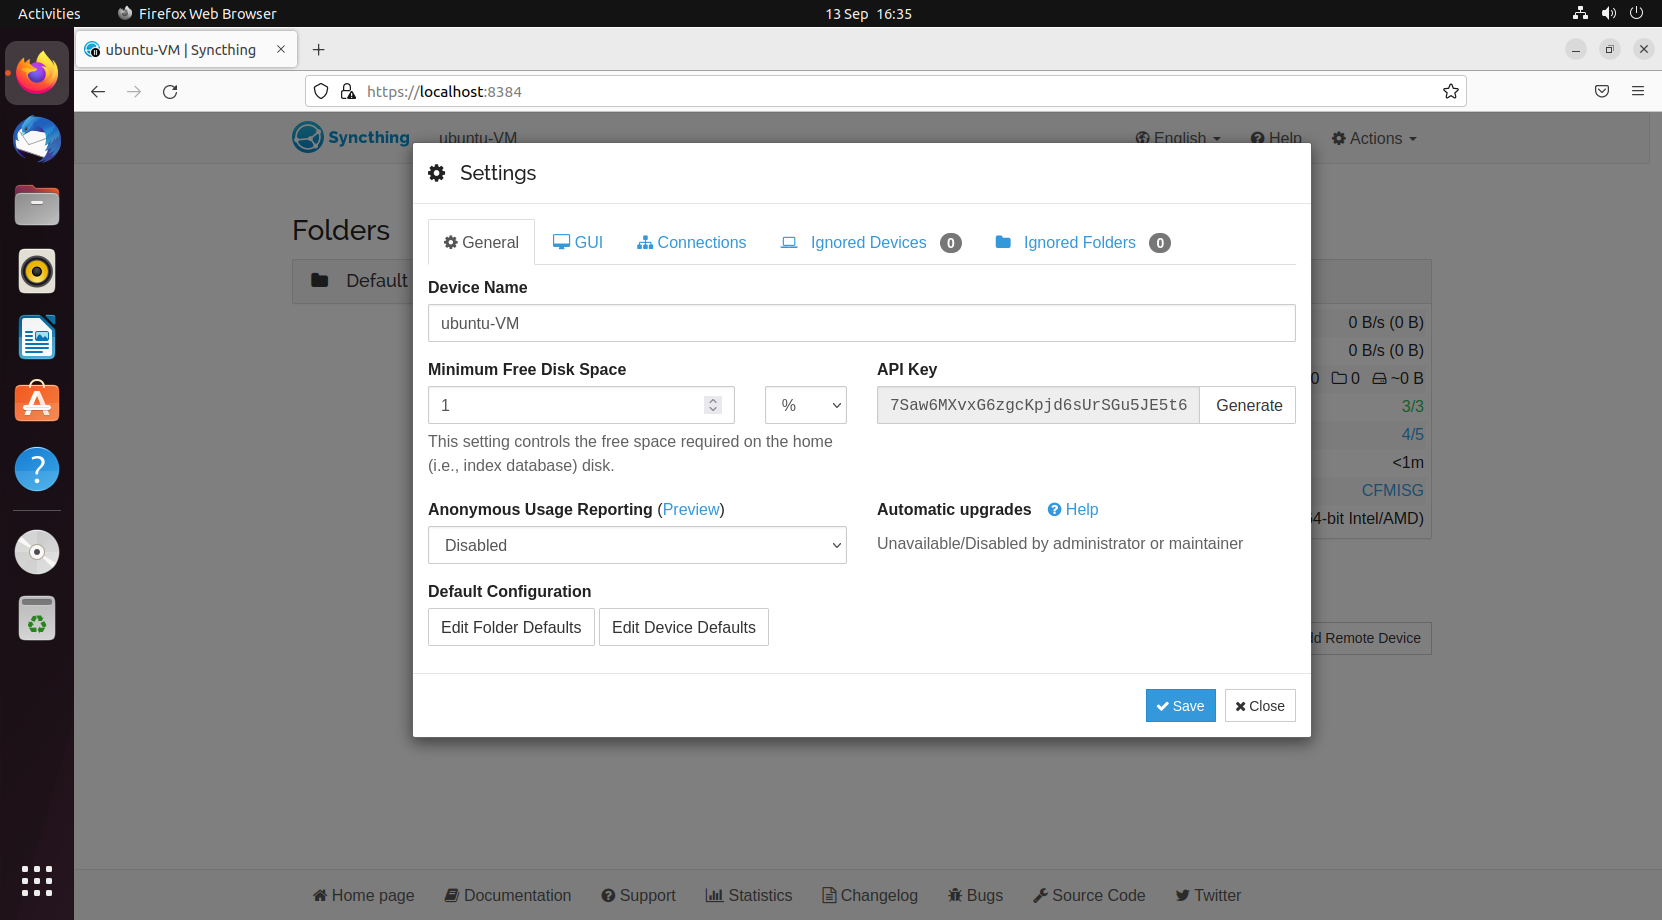 Activities Firefox Web Browser 13 Sep 16:35
ubuntu-VM | Syncthing
https://localhost:8384
Syncthing ubuntu-VM English Help Actions
Settings
Folders
General GUI Connections Ignored Devices 0 Ignored Folders 0
Default
Device Name
ubuntu-VM
0 B/s (0 B)
0 B/s (0 B)
Minimum Free Disk Space API Key
0 0 ~0 B
1 % 7Saw6MXvxG6zgcKpjd6sUrSGu5JE5t6 Generate
3/3
This setting controls the free space required on the home
4/5
(i.e., index database) disk.
<1m
CFMISG
Anonymous Usage Reporting (Preview) Automatic upgrades Help
64-bit Intel/AMD)
Disabled
Unavailable/Disabled by administrator or maintainer
Default Configuration
Edit Folder Defaults Edit Device Defaults
Remote Device
Save Close
Home page Documentation Support Statistics Changelog Bugs Source Code Twitter